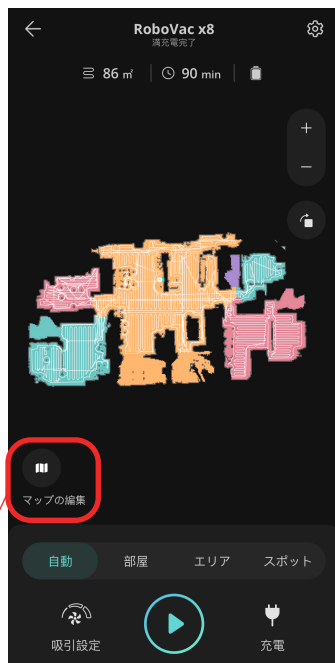 RoboVac x8
満充電完了
86 ㎡ 90 min
+
−
マップの編集
自動 部屋 エリア スポット
吸引設定 充電